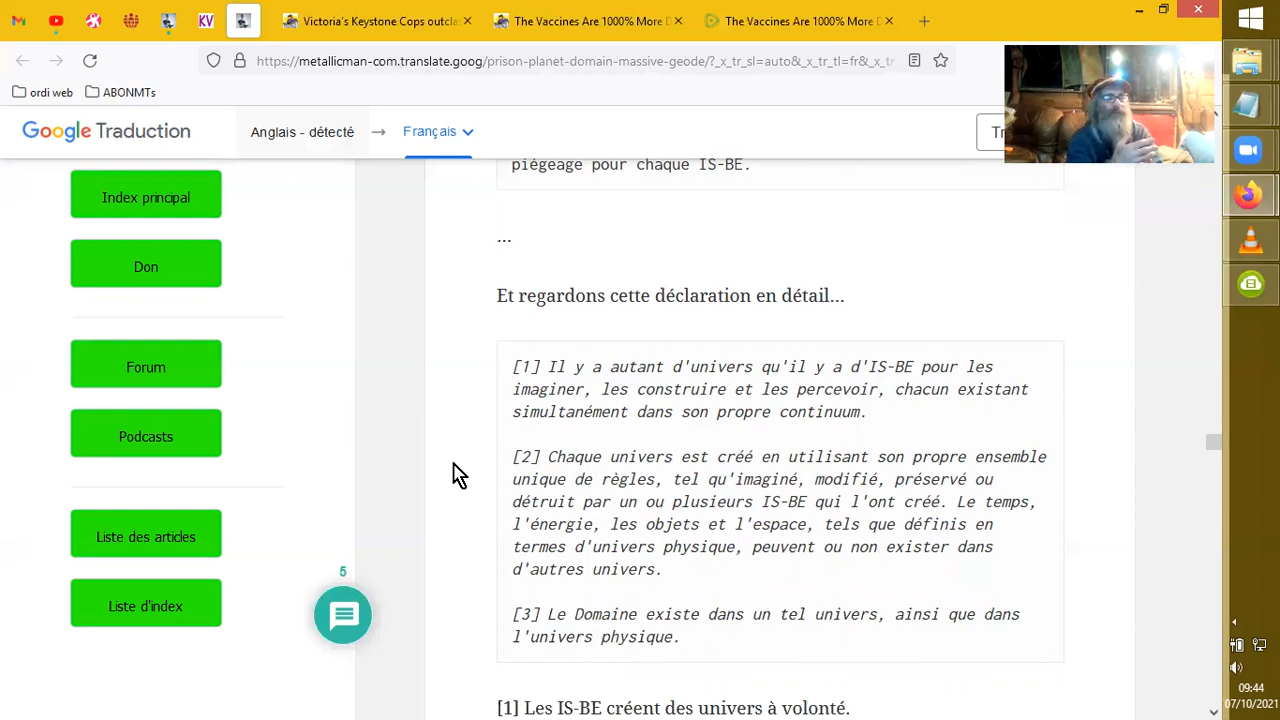 Victoria's Keystone Cops outcla
The Vaccines Are 1000% More D
The Vaccines Are 1000% More D
https://metallicman-com.translate.goog/prison-planet-domain-massive-geode/?_x_tr_sl=auto&_x_tr_tl=fr&_x_tr
ordi web
ABONMTs
Google Traduction
Anglais - détecté
Français
Tr
piégeage pour chaque IS-BE.
Index principal
...
Don
Et regardons cette déclaration en détail...
Forum
[1] Il y a autant d'univers qu'il y a d'IS-BE pour les
imaginer, les construire et les percevoir, chacun existant
simultanément dans son propre continuum.
Podcasts
[2] Chaque univers est créé en utilisant son propre ensemble
unique de règles, tel qu'imaginé, modifié, préservé ou
détruit par un ou plusieurs IS-BE qui l'ont créé. Le temps,
l'énergie, les objets et l'espace, tels que définis en
termes d'univers physique, peuvent ou non exister dans
d'autres univers.
Liste des articles
5
Liste d'index
[3] Le Domaine existe dans un tel univers, ainsi que dans
l'univers physique.
[1] Les IS-BE créent des univers à volonté.
09:44
07/10/2021
KV